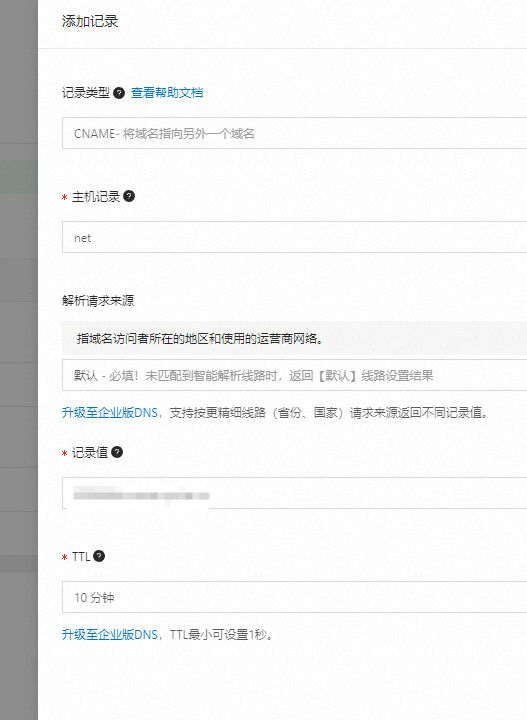 添加记录
记录类型 ? 查看帮助文档
CNAME- 将域名指向另外一个域名
* 主机记录 ?
net
解析请求来源
指域名访问者所在的地区和使用的运营商网络。
默认 - 必填！未匹配到智能解析线路时，返回【默认】线路设置结果
升级至企业版DNS，支持按更精细线路（省份、国家）请求来源返回不同记录值。
* 记录值 ?
* TTL ?
10 分钟
升级至企业版DNS，TTL最小可设置1秒。